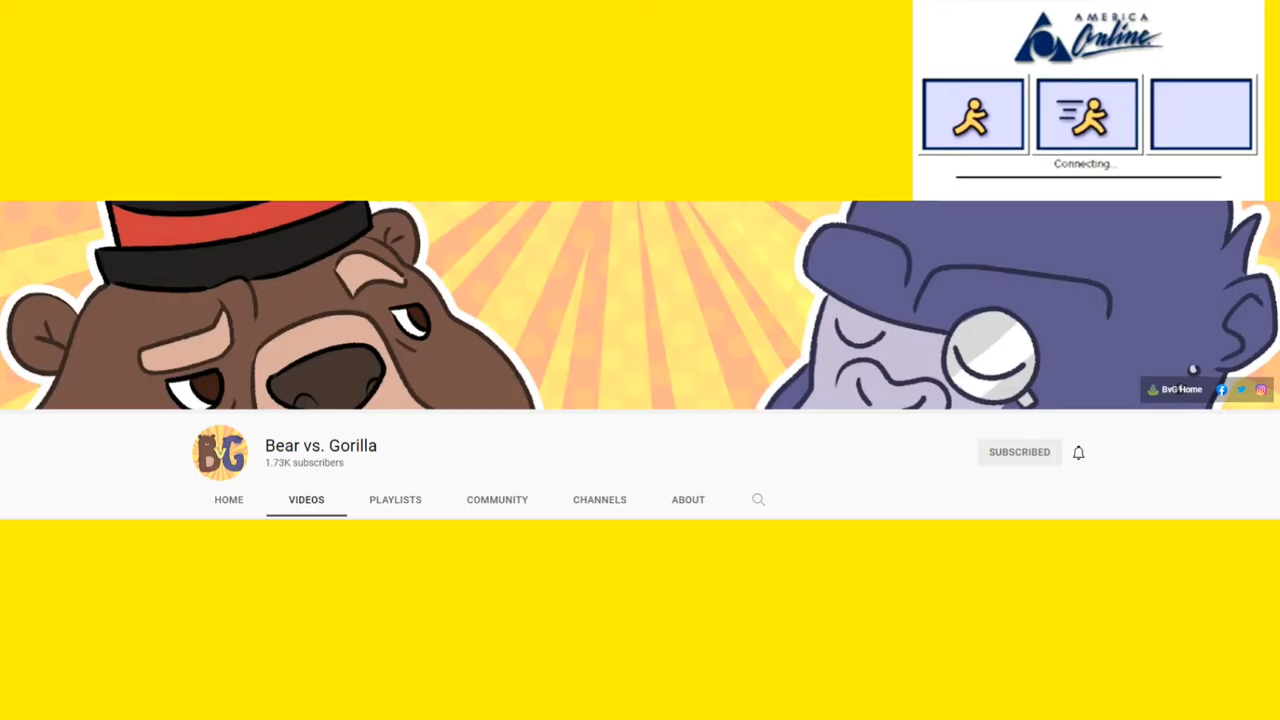 AMERICA
Online
Connecting...
BvG Home
Bear vs. Gorilla
1.73K subscribers
SUBSCRIBED
HOME VIDEOS PLAYLISTS COMMUNITY CHANNELS ABOUT
BvG